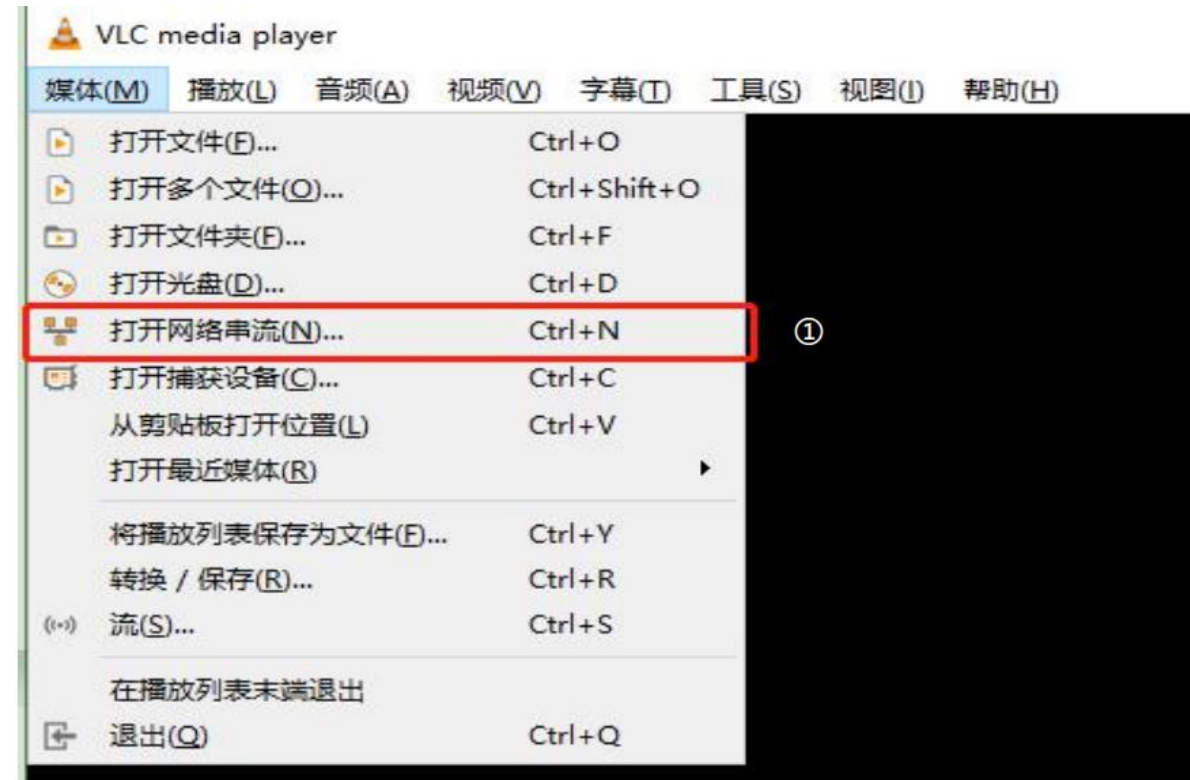 VLC media player
媒体(M) 播放(L) 音频(A) 视频(V) 字幕(T) 工具(S) 视图(I) 帮助(H)
打开文件(F)... Ctrl+O
打开多个文件(O)... Ctrl+Shift+O
打开文件夹(F)... Ctrl+F
打开光盘(D)... Ctrl+D
打开网络串流(N)... Ctrl+N ①
打开捕获设备(C)... Ctrl+C
从剪贴板打开位置(L) Ctrl+V
打开最近媒体(R)
将播放列表保存为文件(F)... Ctrl+Y
转换 / 保存(R)... Ctrl+R
流(S)... Ctrl+S
在播放列表末端退出
退出(Q) Ctrl+Q